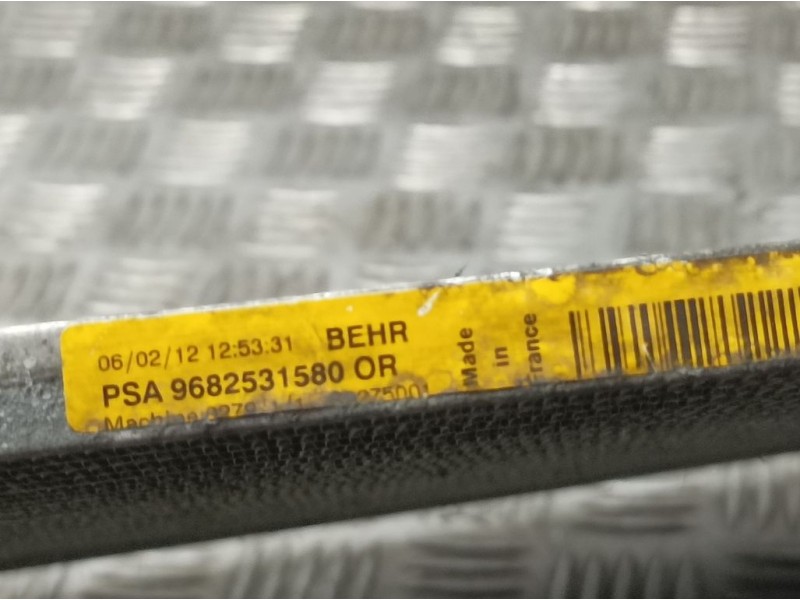 06/02/12 12:53:31 BEHR
PSA 9682531580 OR
Made
in
France